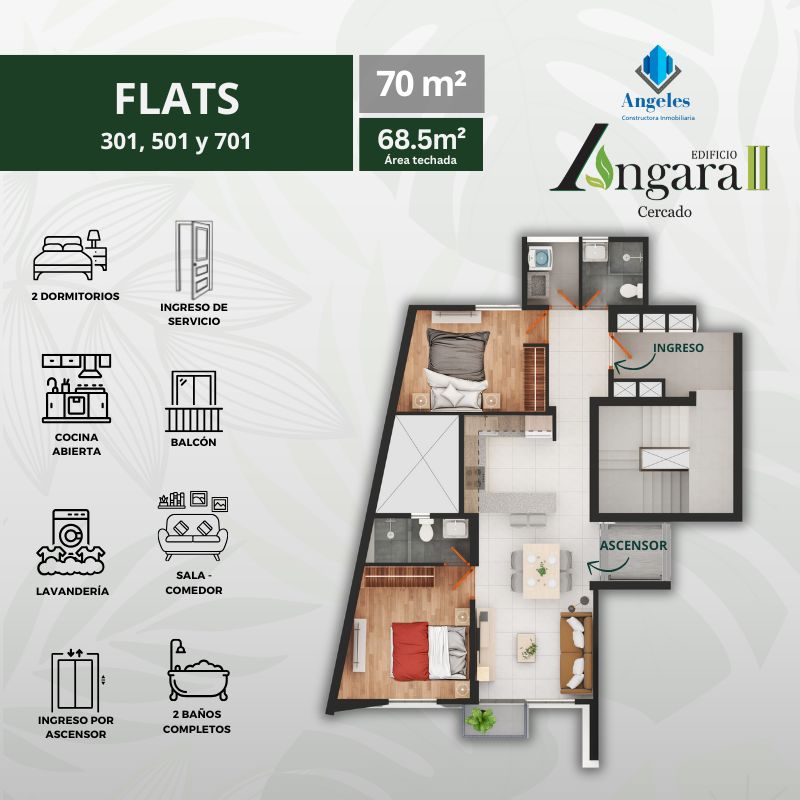 FLATS
301, 501 y 701
70 m²
68.5m²
Área techada
Angeles
Constructora Inmobiliaria
EDIFICIO
Angara II
Cercado
2 DORMITORIOS
INGRESO DE
SERVICIO
COCINA
ABIERTA
BALCÓN
LAVANDERÍA
SALA -
COMEDOR
INGRESO POR
ASCENSOR
2 BAÑOS
COMPLETOS
INGRESO
ASCENSOR